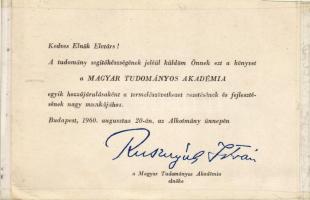 Kedves Elnök Elvtárs!
A tudomány segítőkészségének jeléül küldöm Önnek ezt a könyvet
a MAGYAR TUDOMÁNYOS AKADÉMIA
egyik hozzájárulásaként a termelőszövetkezet vezetésének és fejleszté-
sének nagy munkájához.
Budapest, 1960. augusztus 20-án, az Alkotmány ünnepén
Rusznyák István
a Magyar Tudományos Akadémia
elnöke